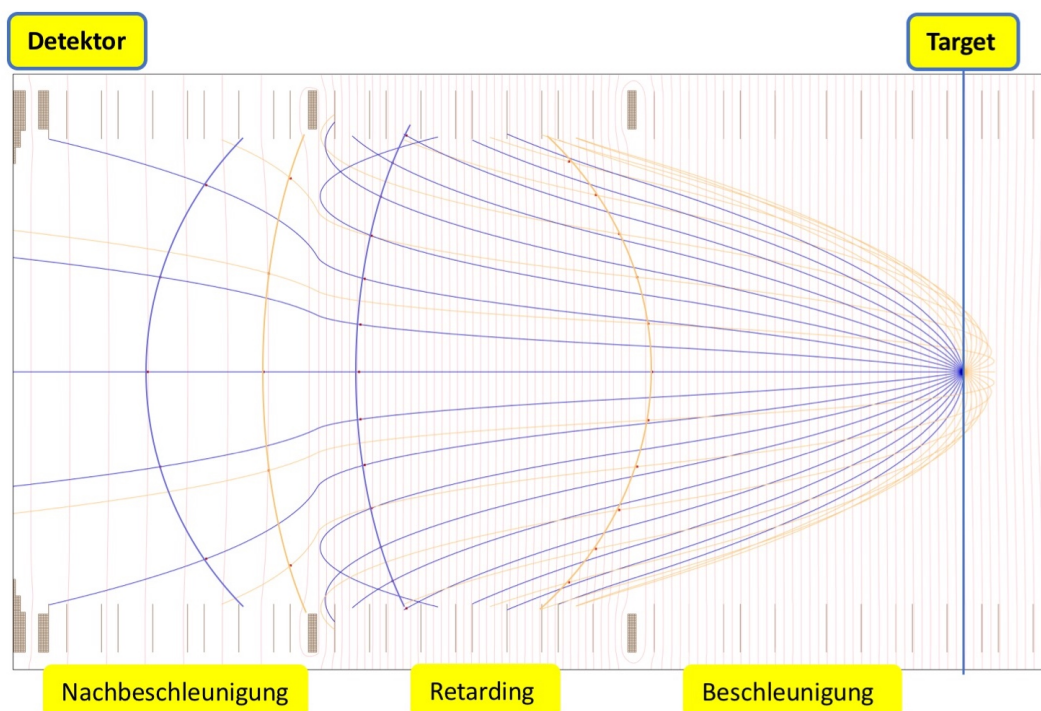 Detektor
Target
Nachbeschleunigung
Retarding
Beschleunigung